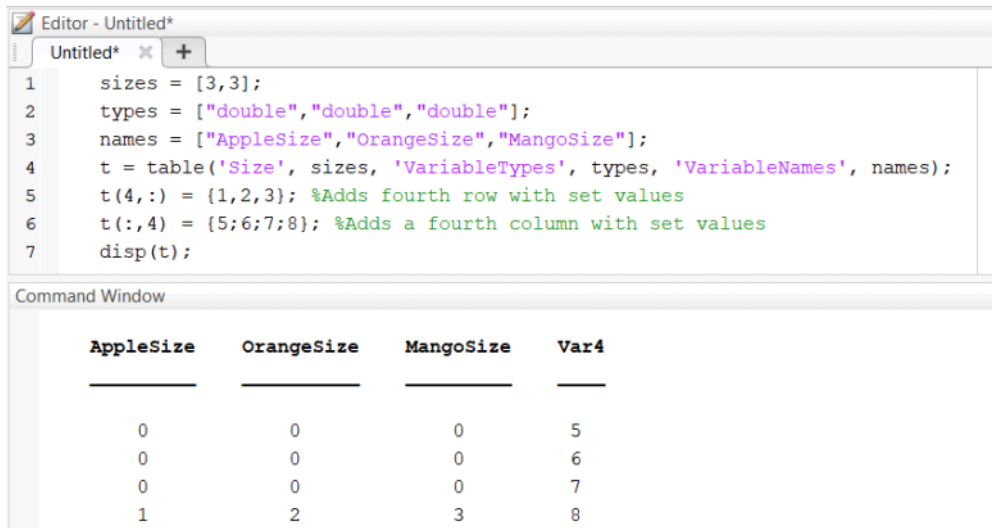 Editor - Untitled*
Untitled* × +
1 sizes = [3,3];
2 types = ["double","double","double"];
3 names = ["AppleSize","OrangeSize","MangoSize"];
4 t = table('Size', sizes, 'VariableTypes', types, 'VariableNames', names);
5 t(4,:) = {1,2,3}; %Adds fourth row with set values
6 t(:,4) = {5;6;7;8}; %Adds a fourth column with set values
7 disp(t);
Command Window
AppleSize OrangeSize MangoSize Var4
0 0 0 5
0 0 0 6
0 0 0 7
1 2 3 8